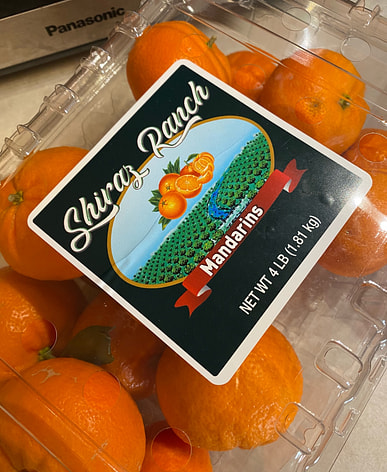 Panasonic
Shiraz Ranch
Mandarins
NET WT 4 LB (1.81 kg)